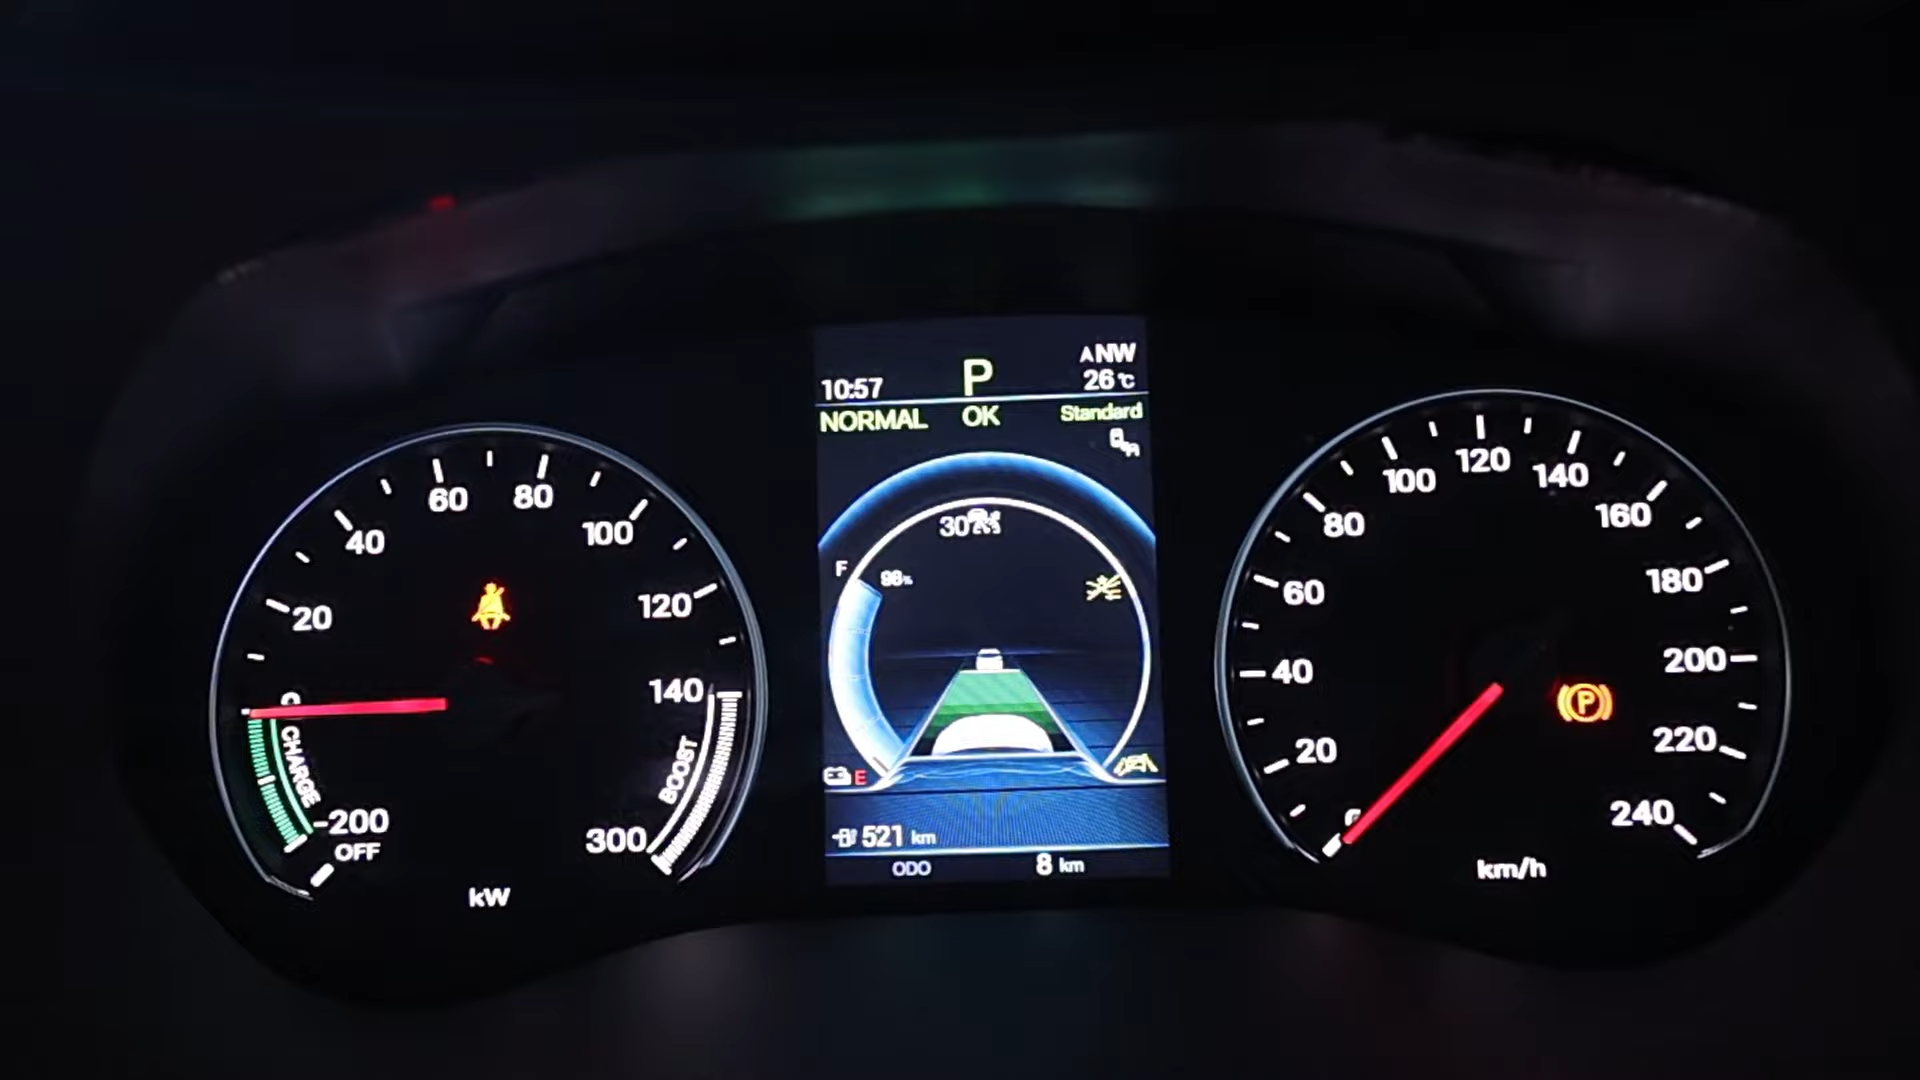 10:57
P
NW
26℃
NORMAL
OK
Standard
20
40
60
80
100
120
140
300
BOOST
CHARGE
-200
OFF
kW
F
98%
E
521 km
ODO
8 km
0
20
40
60
80
100
120
140
160
180
200
220
240
km/h
P